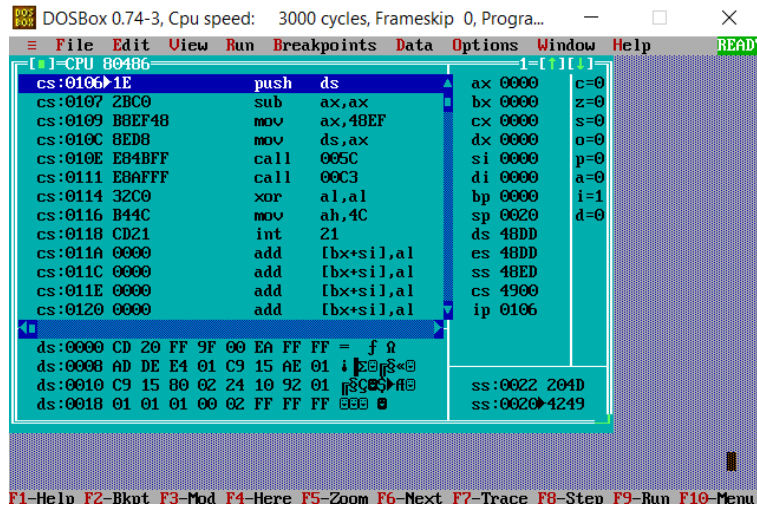 DOSBox 0.74-3, Cpu speed: 3000 cycles, Frameskip 0, Progra...
≡ File Edit View Run Breakpoints Data Options Window Help READ
[■]=CPU 80486 1=[↑][↓]
cs:0106▶1E push ds ax 0000 c=0
cs:0107 2BC0 sub ax,ax bx 0000 z=0
cs:0109 B8EF48 mov ax,48EF cx 0000 s=0
cs:010C 8ED8 mov ds,ax dx 0000 o=0
cs:010E E84BFF call 005C si 0000 p=0
cs:0111 E8AFFF call 00C3 di 0000 a=0
cs:0114 32C0 xor al,al bp 0000 i=1
cs:0116 B44C mov ah,4C sp 0020 d=0
cs:0118 CD21 int 21 ds 48DD
cs:011A 0000 add [bx+si],al es 48DD
cs:011C 0000 add [bx+si],al ss 48ED
cs:011E 0000 add [bx+si],al cs 4900
cs:0120 0000 add [bx+si],al ip 0106
ds:0000 CD 20 FF 9F 00 EA FF FF = ƒ Ω
ds:0008 AD DE E4 01 C9 15 AE 01 ¡▐Σ☺╔§«☺
ds:0010 C9 15 80 02 24 10 92 01 ╔§Ç☻$►Æ☺ ss:0022 204D
ds:0018 01 01 01 00 02 FF FF FF ☺☺☺ ☻ ss:0020▶4249
F1-Help F2-Bkpt F3-Mod F4-Here F5-Zoom F6-Next F7-Trace F8-Step F9-Run F10-Menu